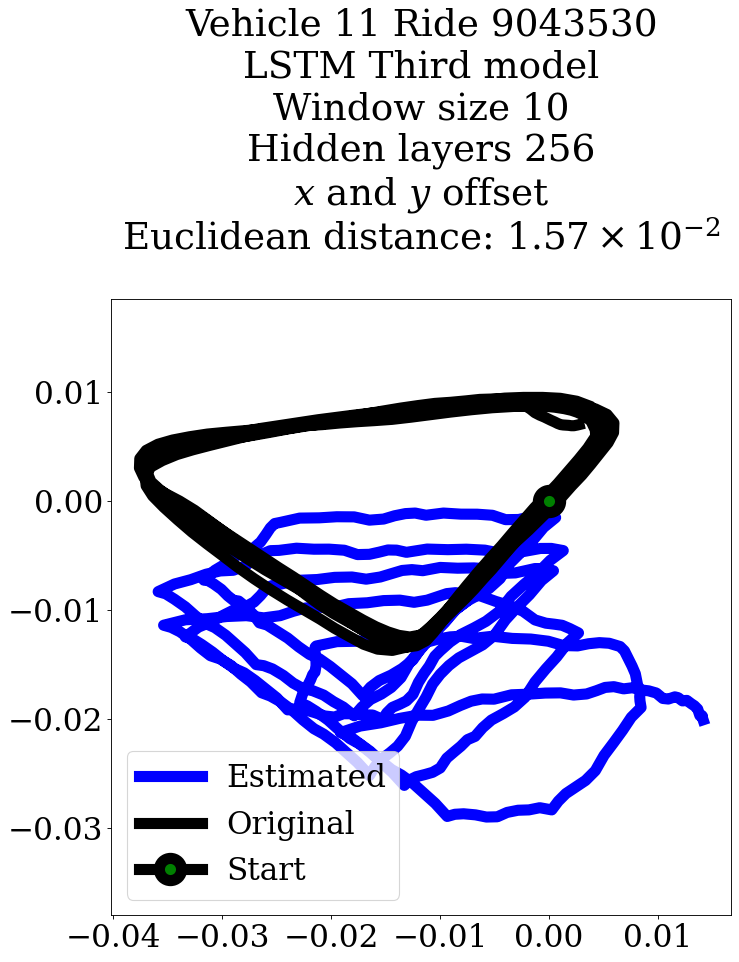 Vehicle 11 Ride 9043530
LSTM Third model
Window size 10
Hidden layers 256
x and y offset
Euclidean distance: 1.57 × 10⁻²
0.01
0.00
−0.01
−0.02
−0.03
Estimated
Original
Start
−0.04 −0.03 −0.02 −0.01 0.00 0.01